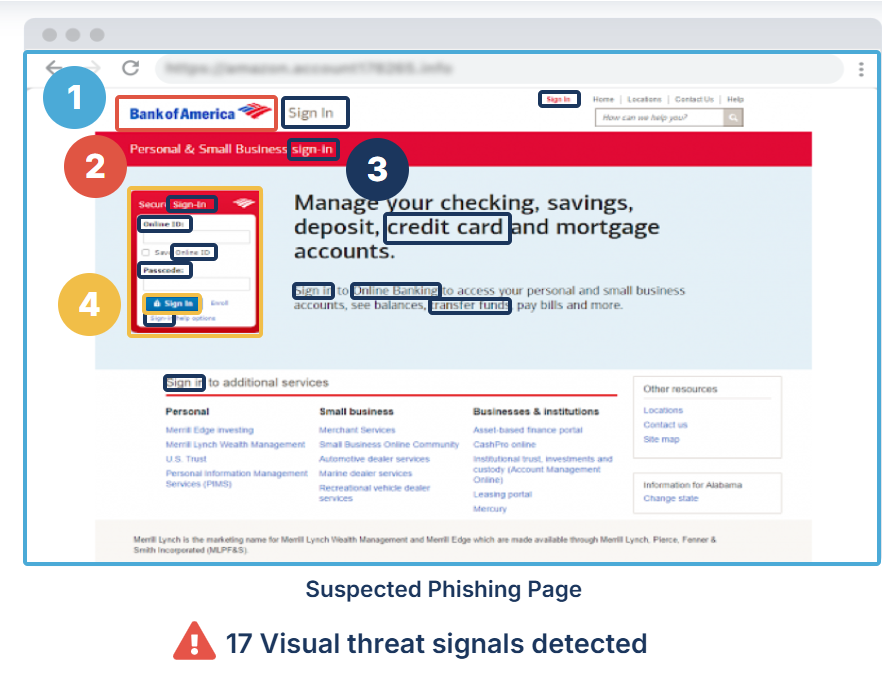 https://amazon.account178265.info
1
Bank of America
Sign In
Sign In
Home | Locations | Contact Us | Help
How can we help you?
2
Personal & Small Business sign-in
3
Secure Sign-In
Online ID:
Save Online ID
Passcode:
4
Sign In
Enroll
Sign-in help options
Manage your checking, savings,
deposit, credit card and mortgage
accounts.
Sign in to Online Banking to access your personal and small business
accounts, see balances, transfer funds, pay bills and more.
Sign in to additional services
Personal
Merrill Edge investing
Merrill Lynch Wealth Management
U.S. Trust
Personal Information Management
Services (PIMS)
Small business
Merchant Services
Small Business Online Community
Automotive dealer services
Marine dealer services
Recreational vehicle dealer
services
Businesses & institutions
Asset-based finance portal
CashPro online
Institutional trust, investments and
custody (Account Management
Online)
Leasing portal
Mercury
Other resources
Locations
Contact us
Site map
Information for Alabama
Change state
Merrill Lynch is the marketing name for Merrill Lynch Wealth Management and Merrill Edge which are made available through Merrill Lynch, Pierce, Fenner &
Smith Incorporated (MLPF&S).
Suspected Phishing Page
17 Visual threat signals detected